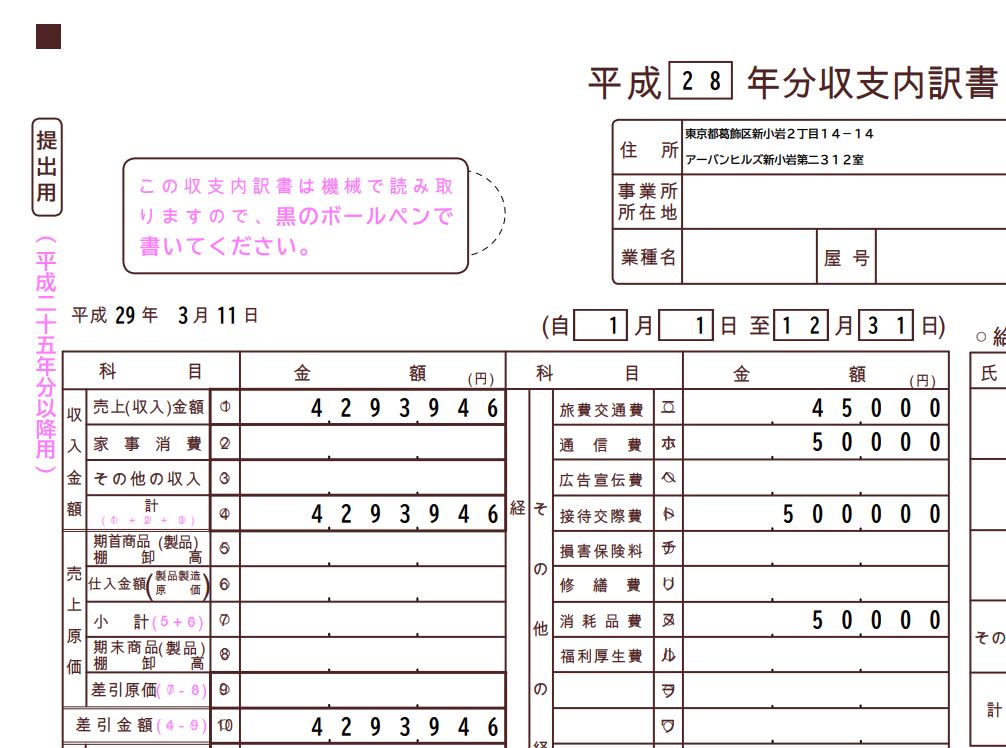 平成 28 年分収支内訳書
提出用
(平成二十五年分以降用)
この収支内訳書は機械で読み取
りますので、黒のボールペンで
書いてください。
住 所 東京都葛飾区新小岩２丁目１４－１４
アーバンヒルズ新小岩第二３１２室
事業所
所在地
業種名 屋 号
平成 29 年 3 月 11 日
(自 1 月 1 日 至 12 月 31 日)
○ 給
科 目 金 額 (円) 科 目 金 額 (円) 氏
収入金額
売上(収入)金額 ① 4293946
家事消費 ②
その他の収入 ③
計 (①+②+③) ④ 4293946
売上原価
期首商品(製品)棚卸高 ⑤
仕入金額(製品製造原価) ⑥
小 計(⑤+⑥) ⑦
期末商品(製品)棚卸高 ⑧
差引原価(⑦-⑧) ⑨
差引金額(④-⑨) ⑩ 4293946
経
その他の経
旅費交通費 ニ 45000
通信費 ホ 50000
広告宣伝費 ヘ
接待交際費 ト 500000
損害保険料 チ
修繕費 リ
消耗品費 ヌ 50000
福利厚生費 ル
ヲ
ワ
その
計